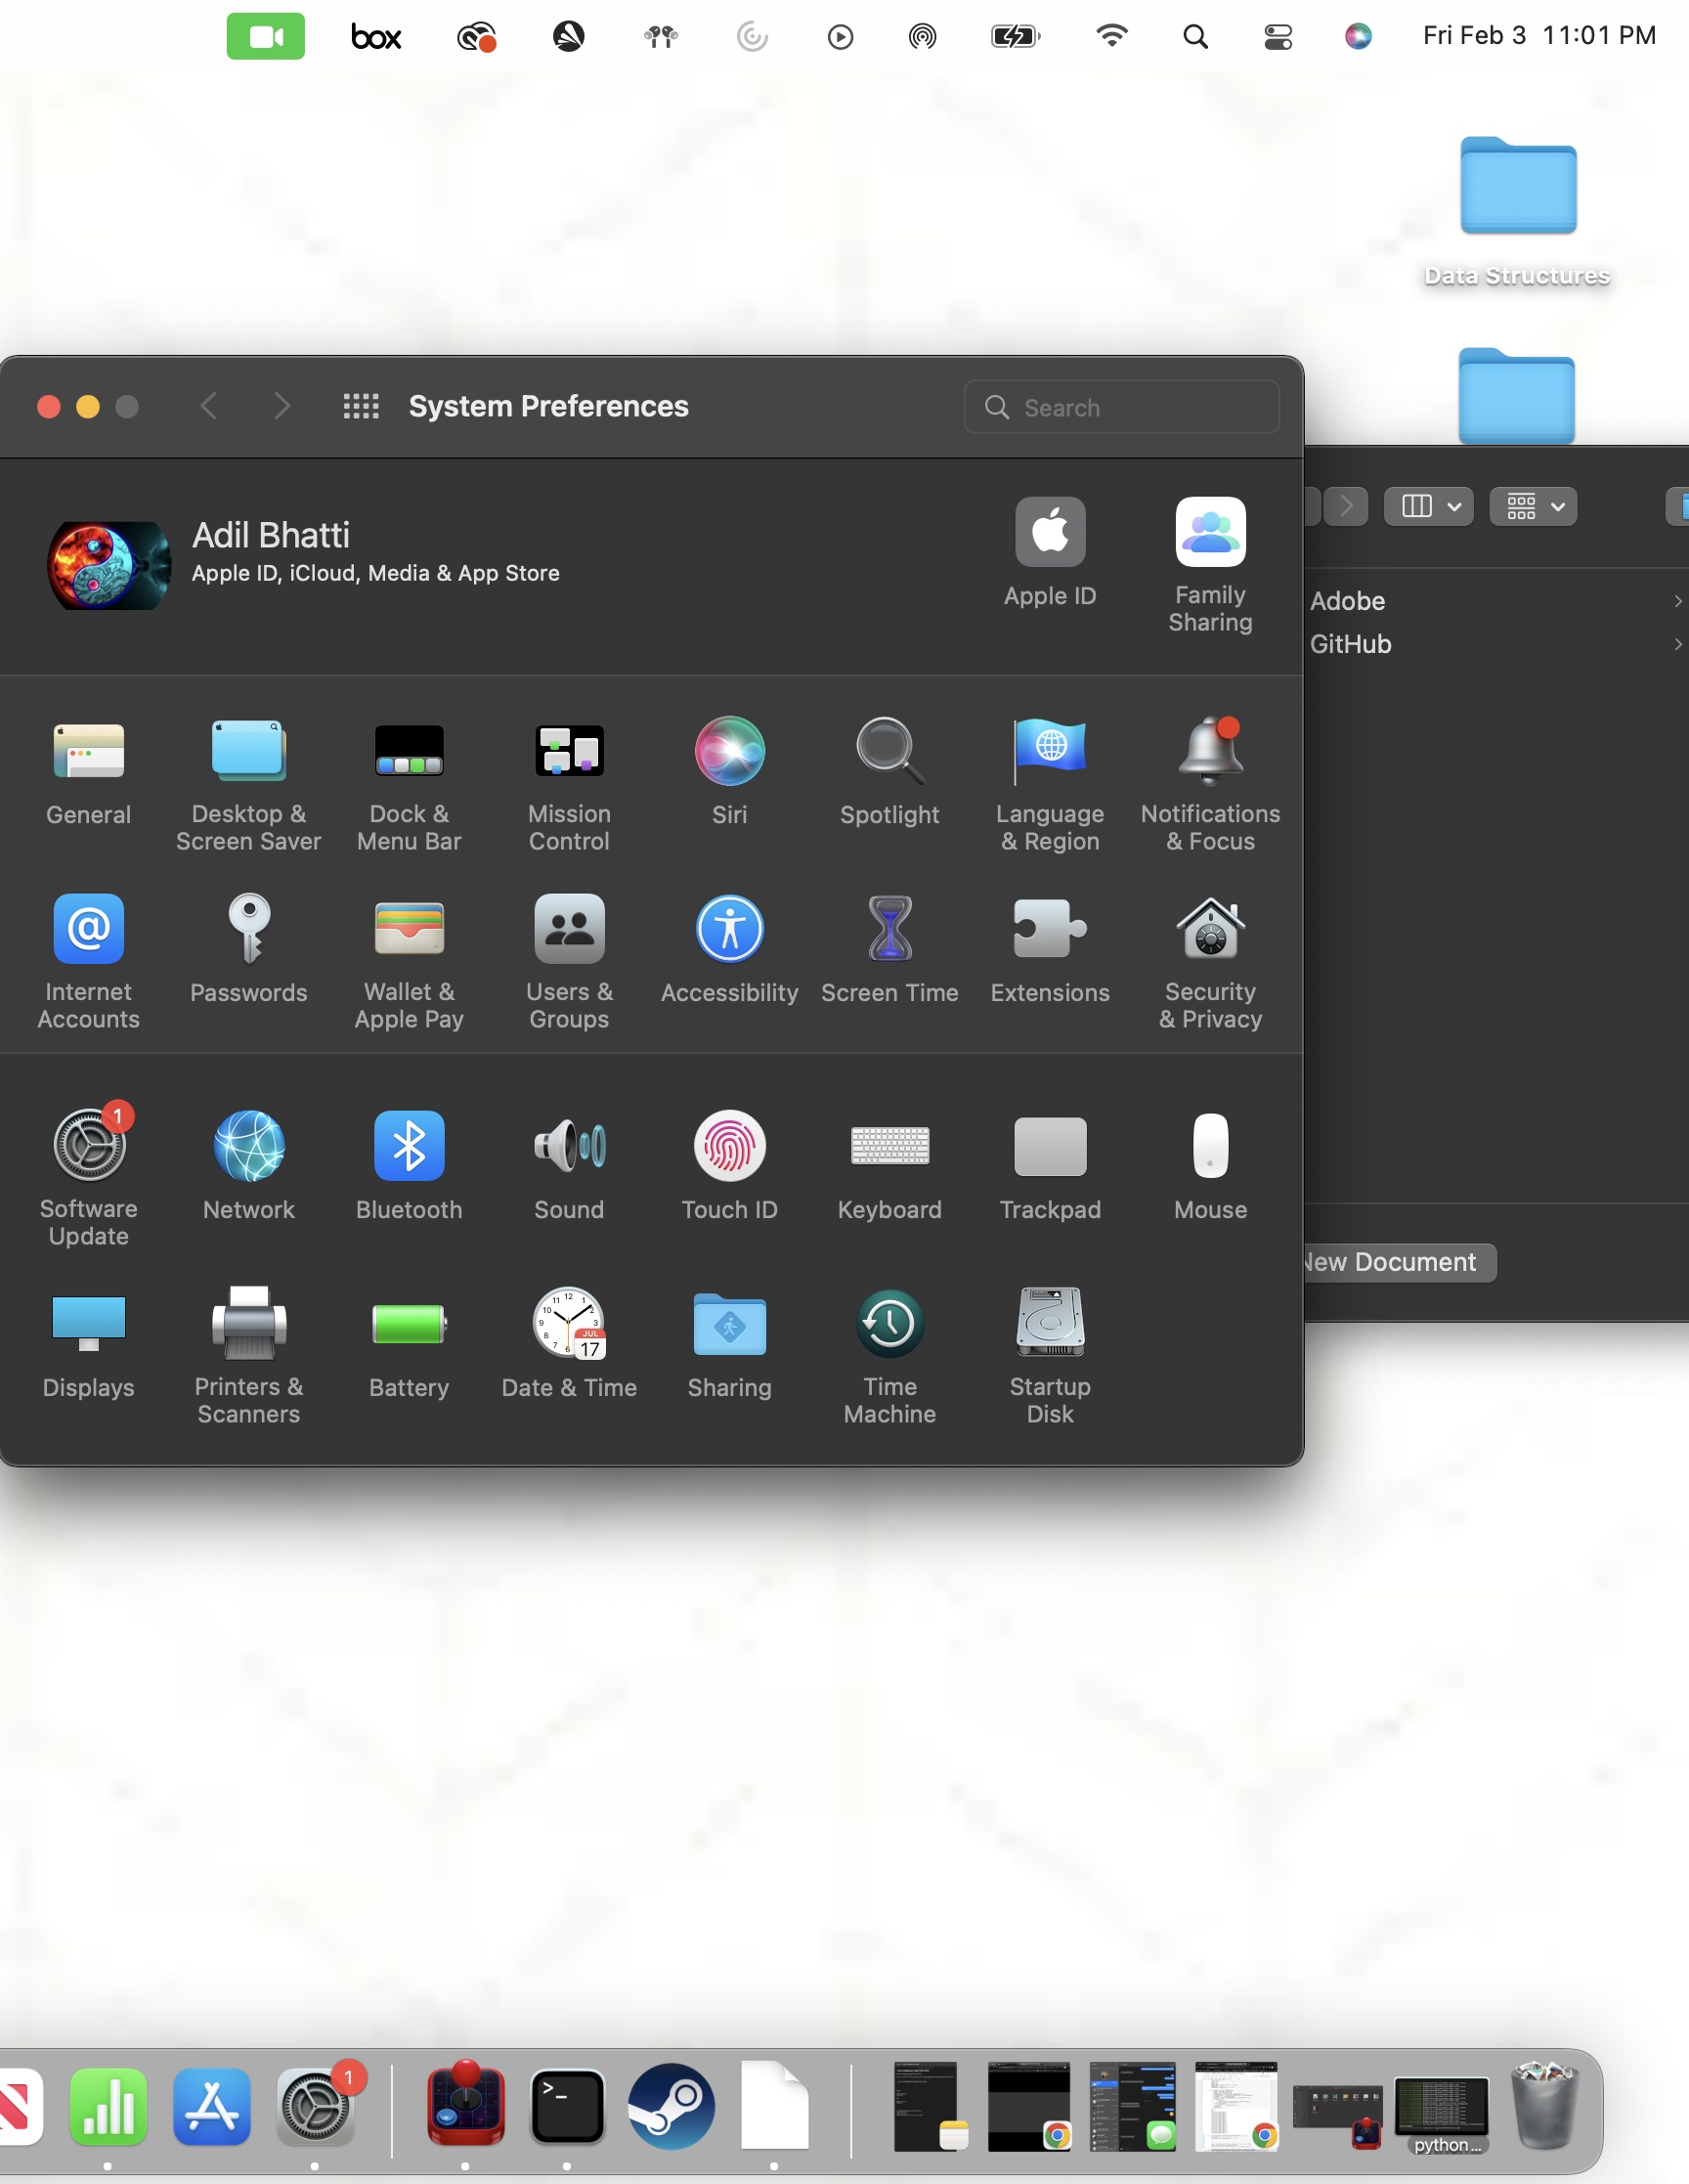 box
Fri Feb 3 11:01 PM
Data Structures
System Preferences
Search
Adil Bhatti
Apple ID, iCloud, Media & App Store
Apple ID
Family
Sharing
Adobe
GitHub
General
Desktop &
Screen Saver
Dock &
Menu Bar
Mission
Control
Siri
Spotlight
Language
& Region
Notifications
& Focus
Internet
Accounts
Passwords
Wallet &
Apple Pay
Users &
Groups
Accessibility
Screen Time
Extensions
Security
& Privacy
1
Software
Update
Network
Bluetooth
Sound
Touch ID
Keyboard
Trackpad
Mouse
New Document
JUL
17
Displays
Printers &
Scanners
Battery
Date & Time
Sharing
Time
Machine
Startup
Disk
1
>_
python...